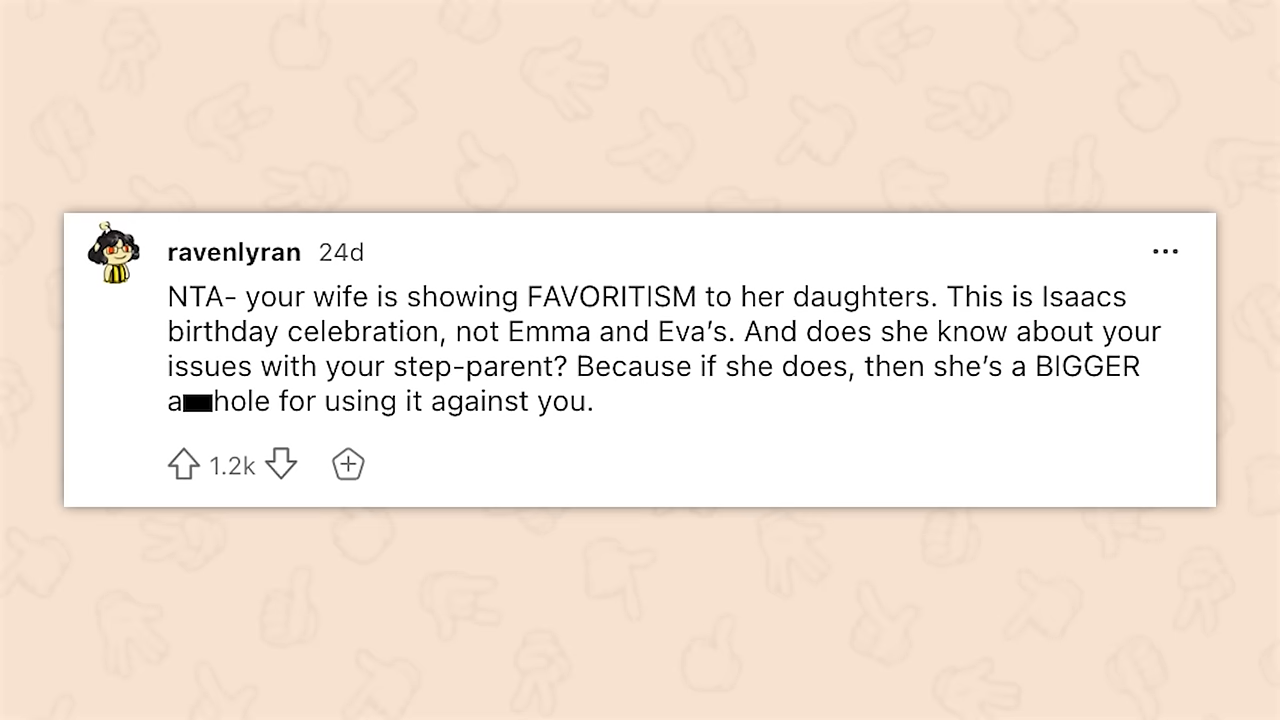 ravenlyran 24d
NTA- your wife is showing FAVORITISM to her daughters. This is Isaacs
birthday celebration, not Emma and Eva’s. And does she know about your
issues with your step-parent? Because if she does, then she’s a BIGGER
a██hole for using it against you.
1.2k